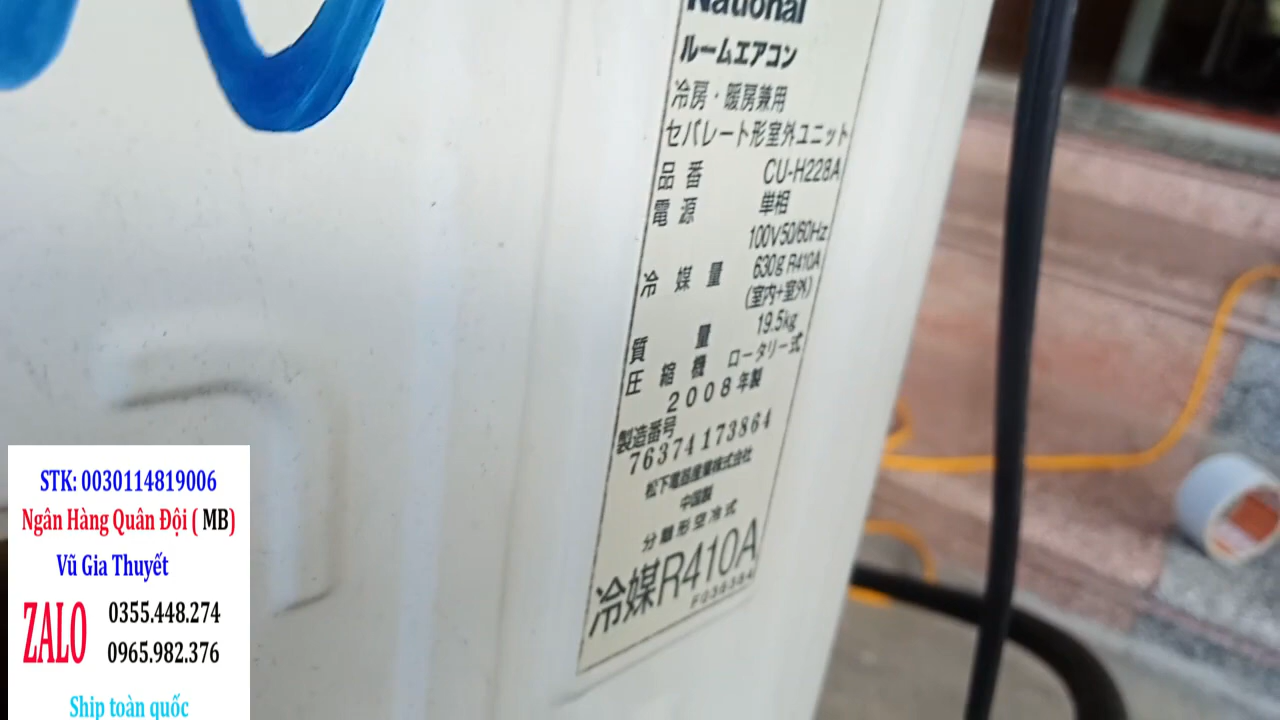 National
ルームエアコン
冷房・暖房兼用
セパレート形室外ユニット
品番 CU-H228A
電源 単相
100V50/60Hz
冷媒量 630g R410A
(室内+室外)
質量 19.5kg
圧縮機 ロータリー式
2008年製
製造番号
76374173864
松下電器産業株式会社
中国製
分離形空冷式
冷媒R410A
F038384
STK: 0030114819006
Ngân Hàng Quân Đội ( MB)
Vũ Gia Thuyết
ZALO 0355.448.274
0965.982.376
Ship toàn quốc